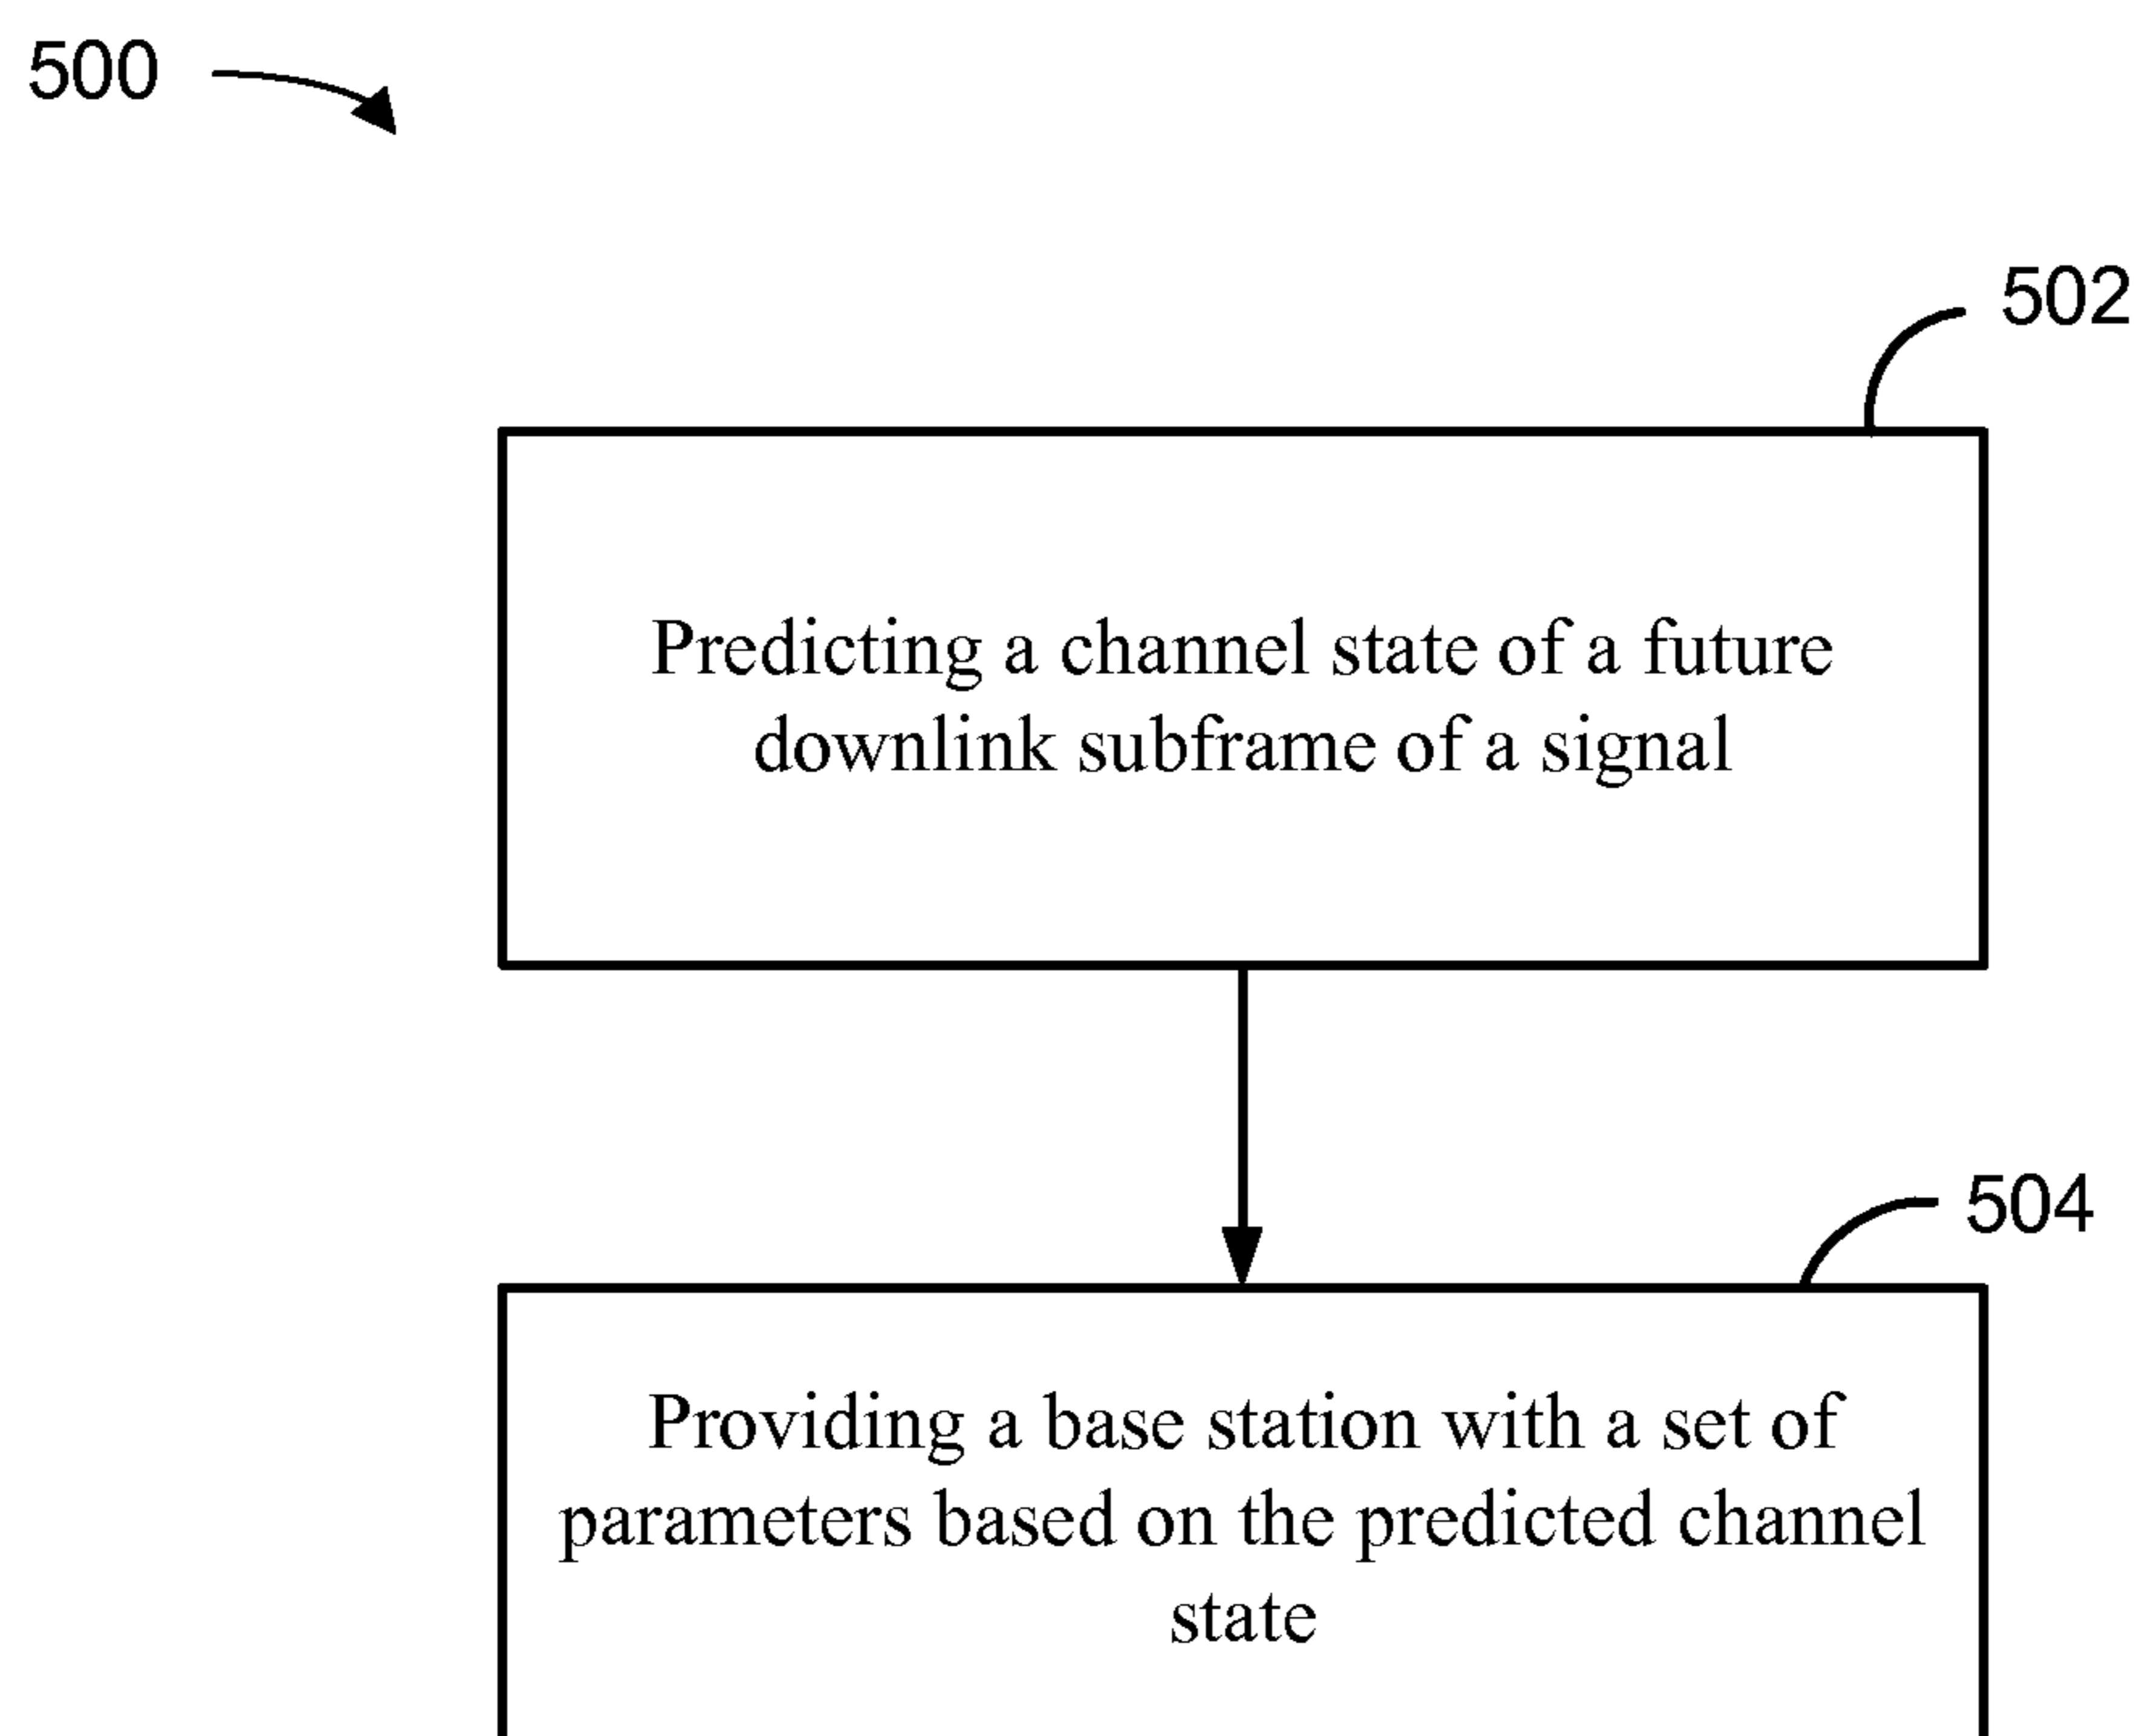 500
502
Predicting a channel state of a future
downlink subframe of a signal
504
Providing a base station with a set of
parameters based on the predicted channel
state